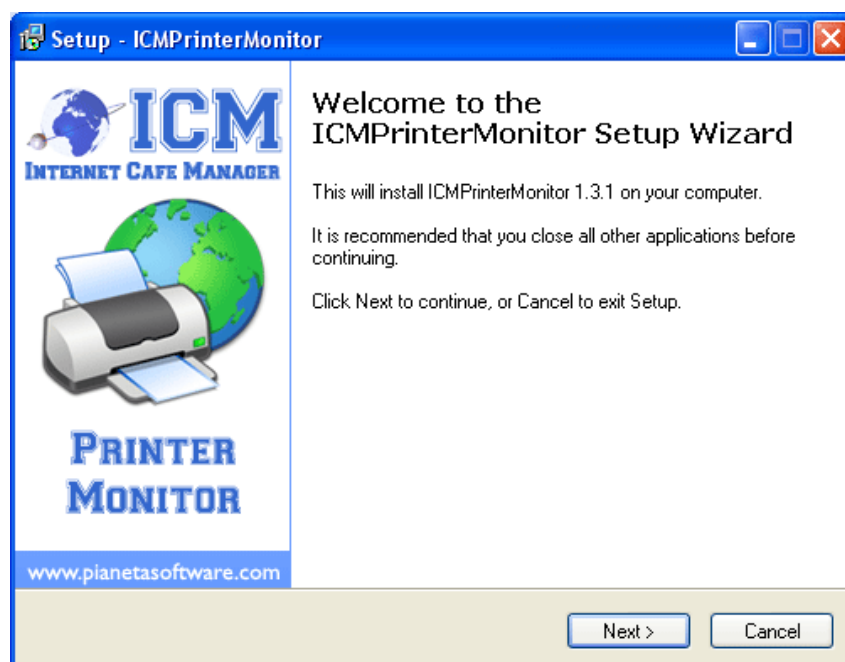 Setup - ICMPrinterMonitor
ICM
INTERNET CAFE MANAGER
PRINTER
MONITOR
www.pianetasoftware.com
Welcome to the
ICMPrinterMonitor Setup Wizard
This will install ICMPrinterMonitor 1.3.1 on your computer.
It is recommended that you close all other applications before
continuing.
Click Next to continue, or Cancel to exit Setup.
Next >
Cancel